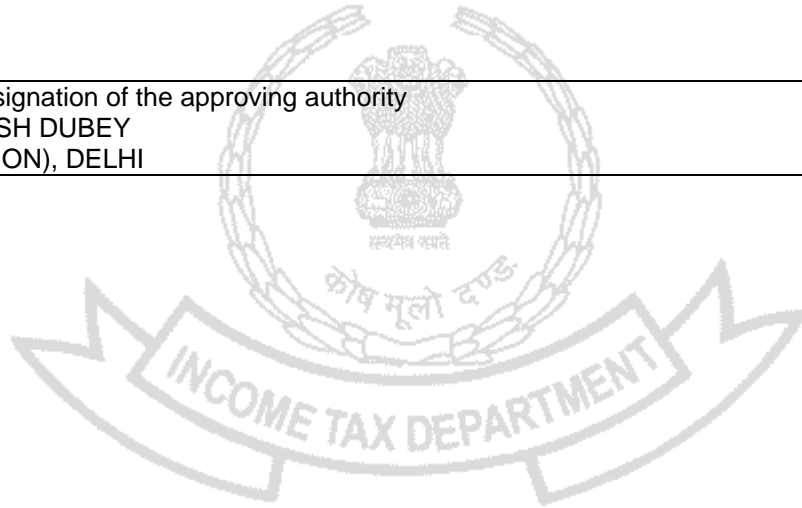 signation of the approving authority
SH DUBEY
ON), DELHI
सत्यमेव जयते
कोष मूलो दण्ड:
INCOME TAX DEPARTMENT